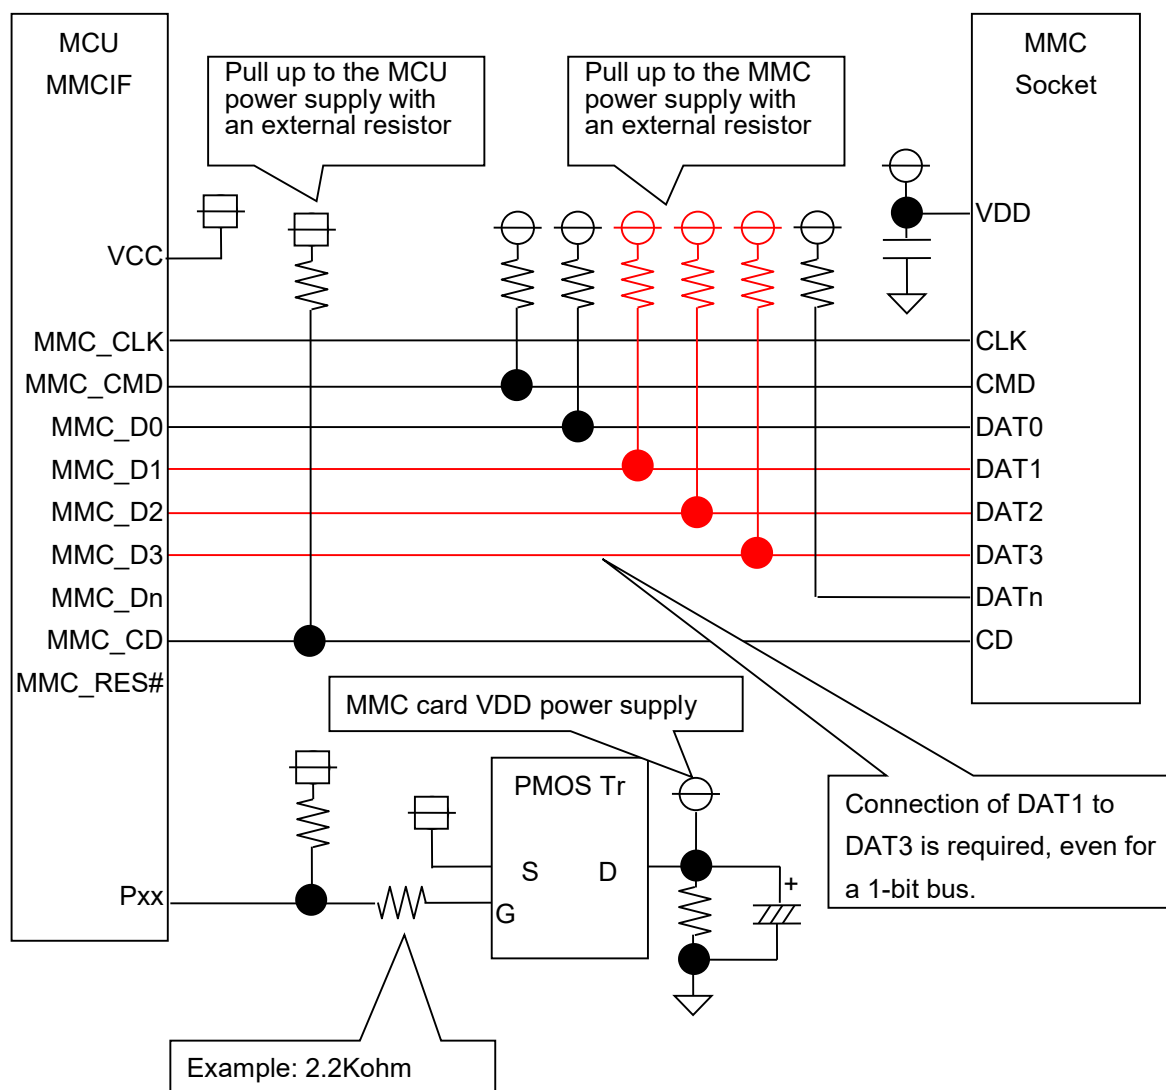 MCU
MMCIF
Pull up to the MCU
power supply with
an external resistor
Pull up to the MMC
power supply with
an external resistor
MMC
Socket
VCC
VDD
MMC_CLK
CLK
MMC_CMD
CMD
MMC_D0
DAT0
MMC_D1
DAT1
MMC_D2
DAT2
MMC_D3
DAT3
MMC_Dn
DATn
MMC_CD
CD
MMC_RES#
MMC card VDD power supply
PMOS Tr
Connection of DAT1 to
DAT3 is required, even for
a 1-bit bus.
S
D
+
Pxx
G
Example: 2.2Kohm